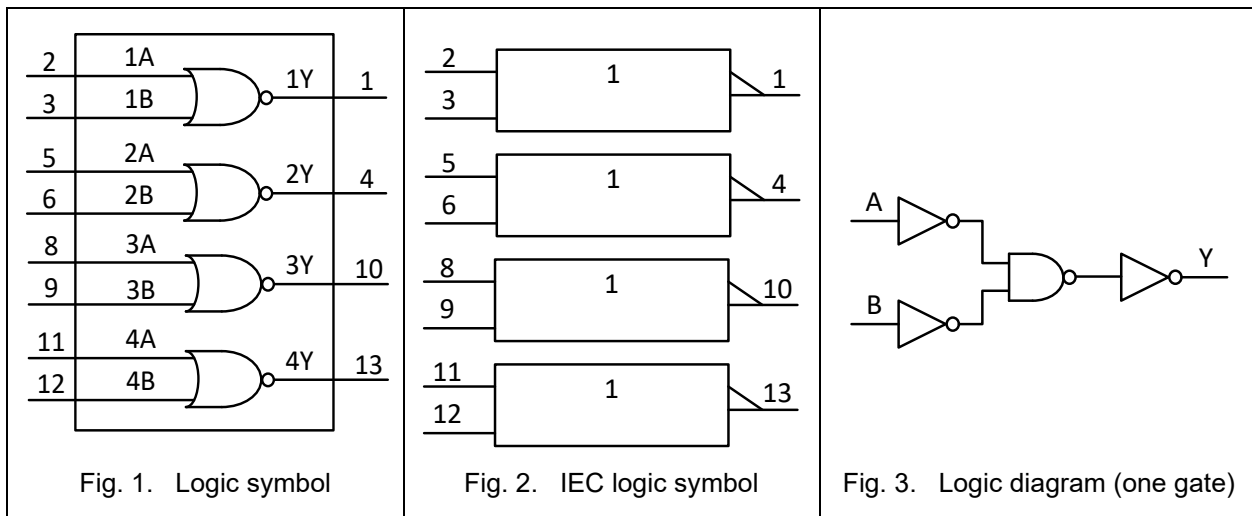 2 1A 1Y 1
3 1B
5 2A 2Y 4
6 2B
8 3A 3Y 10
9 3B
11 4A 4Y 13
12 4B
Fig. 1. Logic symbol
2 1 1
3
5 1 4
6
8 1 10
9
11 1 13
12
Fig. 2. IEC logic symbol
A
Y
B
Fig. 3. Logic diagram (one gate)